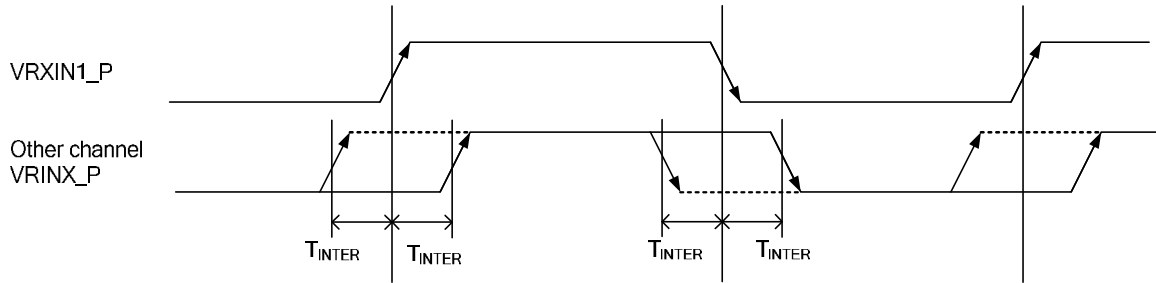 VRXIN1_P
Other channel
VRINX_P
TINTER
TINTER
TINTER
TINTER